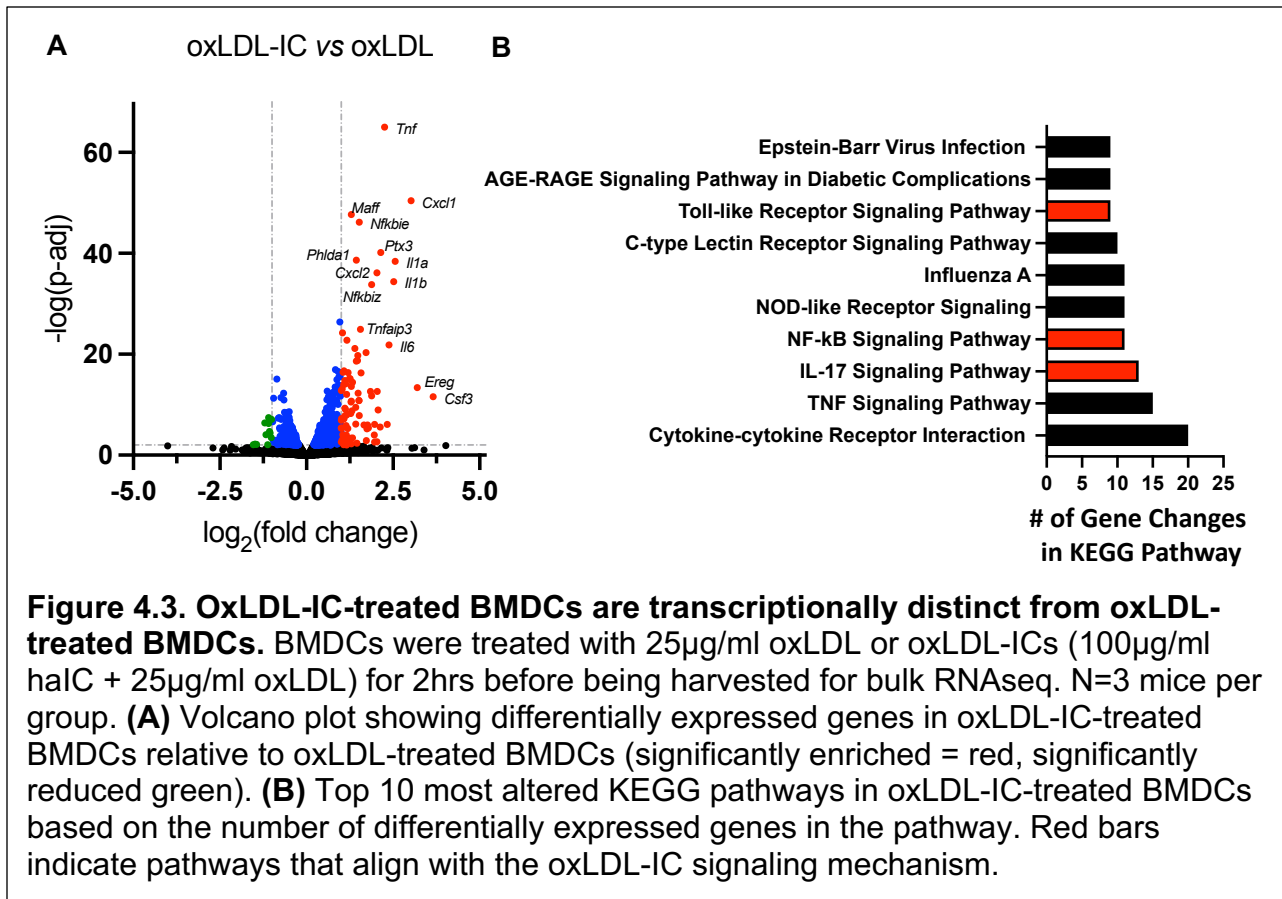 A
oxLDL-IC vs oxLDL
B
-log(p-adj)
60
40
20
0
-5.0
-2.5
0.0
2.5
5.0
log2(fold change)
Tnf
Cxcl1
Maff
Nfkbie
Ptx3
Phlda1
Il1a
Cxcl2
Il1b
Nfkbiz
Tnfaip3
Il6
Ereg
Csf3
Epstein-Barr Virus Infection
AGE-RAGE Signaling Pathway in Diabetic Complications
Toll-like Receptor Signaling Pathway
C-type Lectin Receptor Signaling Pathway
Influenza A
NOD-like Receptor Signaling
NF-kB Signaling Pathway
IL-17 Signaling Pathway
TNF Signaling Pathway
Cytokine-cytokine Receptor Interaction
0 5 10 15 20 25
# of Gene Changes
in KEGG Pathway
Figure 4.3. OxLDL-IC-treated BMDCs are transcriptionally distinct from oxLDL-
treated BMDCs. BMDCs were treated with 25µg/ml oxLDL or oxLDL-ICs (100µg/ml
haIC + 25µg/ml oxLDL) for 2hrs before being harvested for bulk RNAseq. N=3 mice per
group. (A) Volcano plot showing differentially expressed genes in oxLDL-IC-treated
BMDCs relative to oxLDL-treated BMDCs (significantly enriched = red, significantly
reduced green). (B) Top 10 most altered KEGG pathways in oxLDL-IC-treated BMDCs
based on the number of differentially expressed genes in the pathway. Red bars
indicate pathways that align with the oxLDL-IC signaling mechanism.